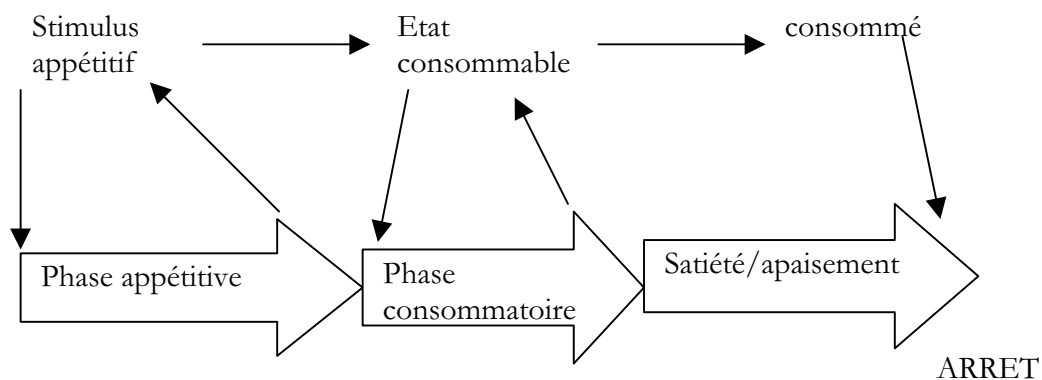 Stimulus
appétitif
Etat
consommable
consommé
Phase appétitive
Phase
consommatoire
Satiété/apaisement
ARRET